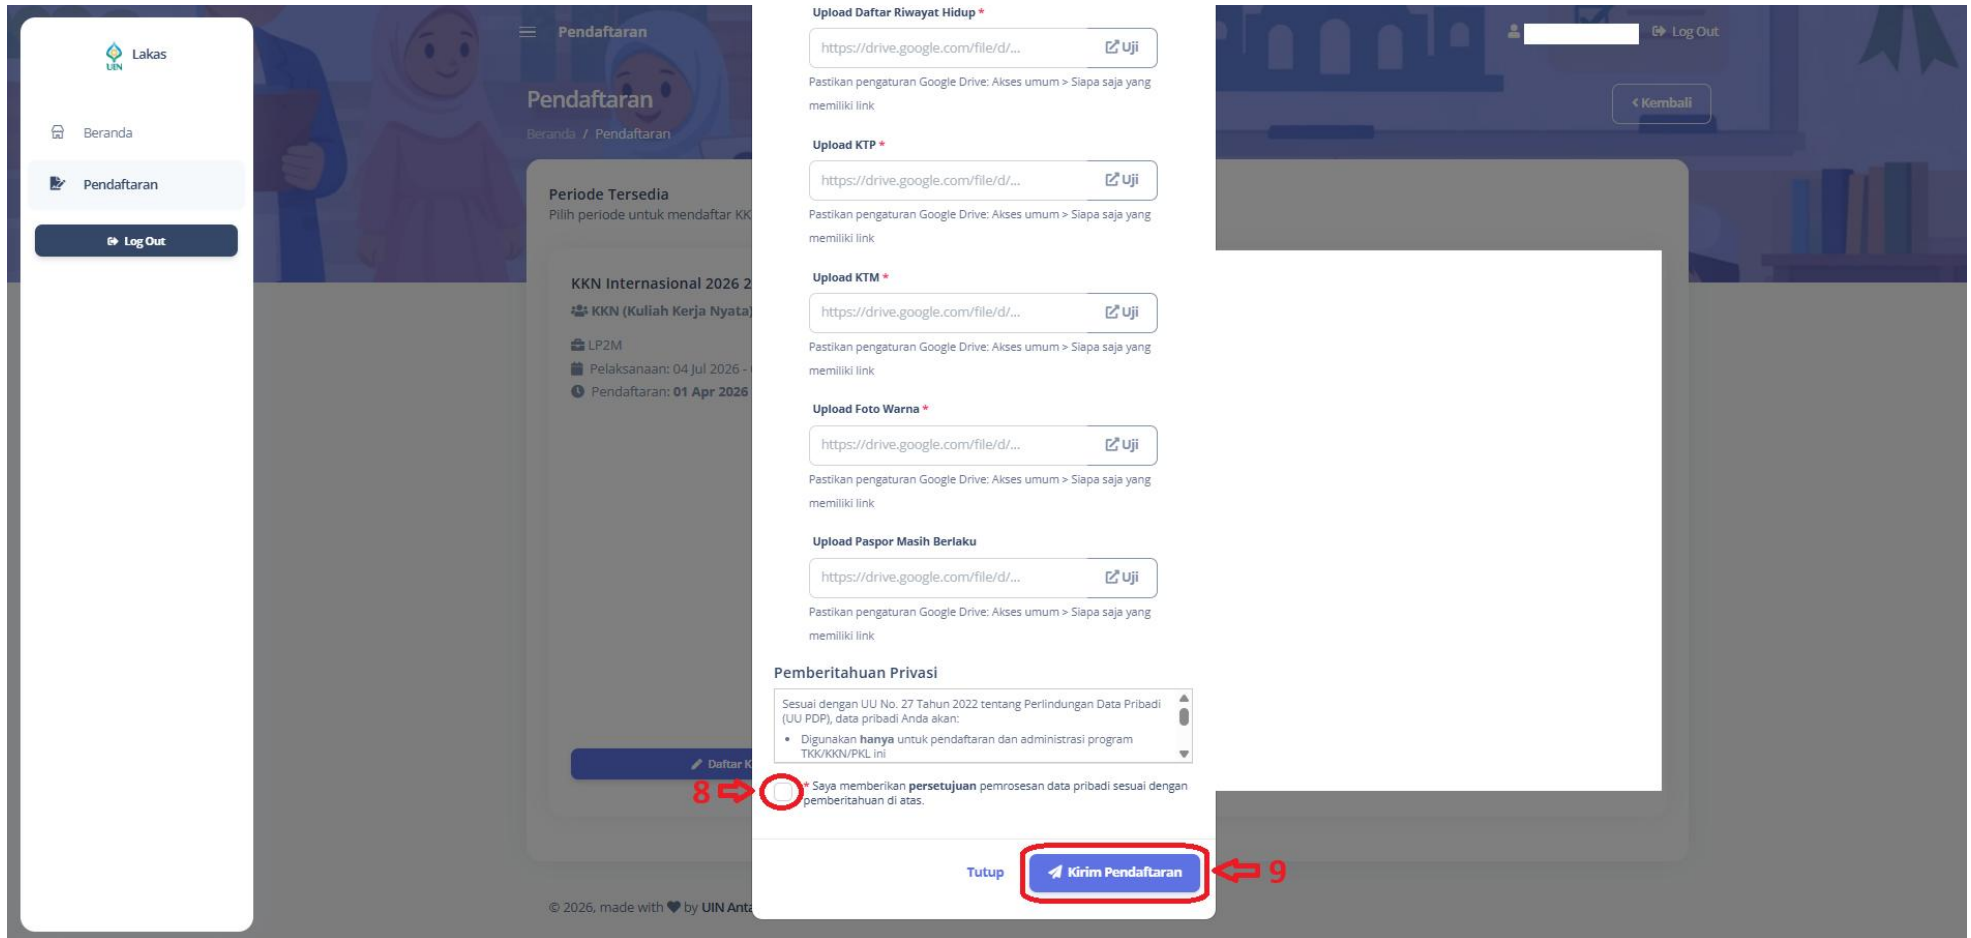 UIN
Lakas
Beranda
Pendaftaran
Log Out
Pendaftaran
Log Out
Pendaftaran
Beranda / Pendaftaran
Kembali
Periode Tersedia
Pilih periode untuk mendaftar KK
KKN Internasional 2026 2
KKN (Kuliah Kerja Nyata)
LP2M
Pelaksanaan: 04 Jul 2026 -
Pendaftaran: 01 Apr 2026
Daftar K
© 2026, made with ♥ by UIN Anta
Upload Daftar Riwayat Hidup *
https://drive.google.com/file/d/... Uji
Pastikan pengaturan Google Drive: Akses umum > Siapa saja yang
memiliki link
Upload KTP *
https://drive.google.com/file/d/... Uji
Pastikan pengaturan Google Drive: Akses umum > Siapa saja yang
memiliki link
Upload KTM *
https://drive.google.com/file/d/... Uji
Pastikan pengaturan Google Drive: Akses umum > Siapa saja yang
memiliki link
Upload Foto Warna *
https://drive.google.com/file/d/... Uji
Pastikan pengaturan Google Drive: Akses umum > Siapa saja yang
memiliki link
Upload Paspor Masih Berlaku
https://drive.google.com/file/d/... Uji
Pastikan pengaturan Google Drive: Akses umum > Siapa saja yang
memiliki link
Pemberitahuan Privasi
Sesuai dengan UU No. 27 Tahun 2022 tentang Perlindungan Data Pribadi
(UU PDP), data pribadi Anda akan:
• Digunakan hanya untuk pendaftaran dan administrasi program
TKK/KKN/PKL ini
8
* Saya memberikan persetujuan pemrosesan data pribadi sesuai dengan
pemberitahuan di atas.
Tutup
Kirim Pendaftaran
9